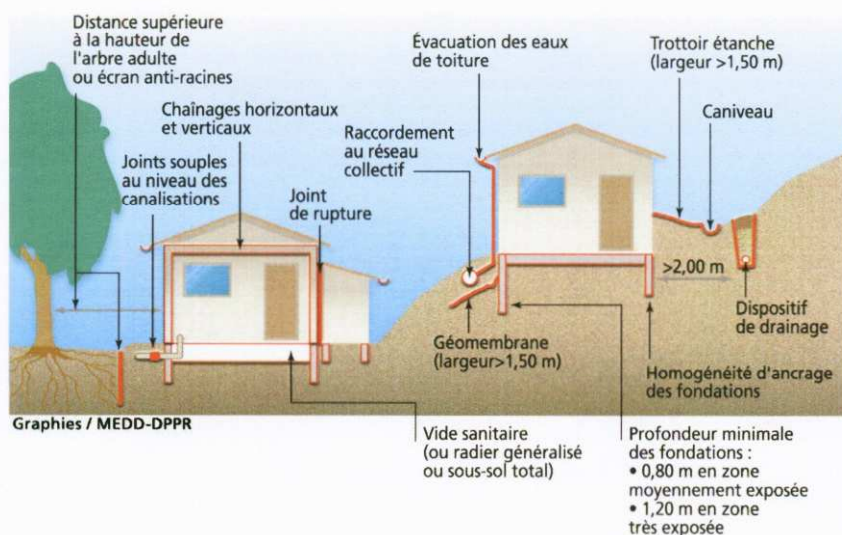 Distance supérieure
à la hauteur de
l'arbre adulte
ou écran anti-racines
Chaînages horizontaux
et verticaux
Joints souples
au niveau des
canalisations
Joint
de rupture
Évacuation des eaux
de toiture
Raccordement
au réseau
collectif
Trottoir étanche
(largeur >1,50 m)
Caniveau
>2,00 m
Dispositif
de drainage
Géomembrane
(largeur>1,50 m)
Homogénéité d'ancrage
des fondations
Graphies / MEDD-DPPR
Vide sanitaire
(ou radier généralisé
ou sous-sol total)
Profondeur minimale
des fondations :
• 0,80 m en zone
moyennement exposée
• 1,20 m en zone
très exposée